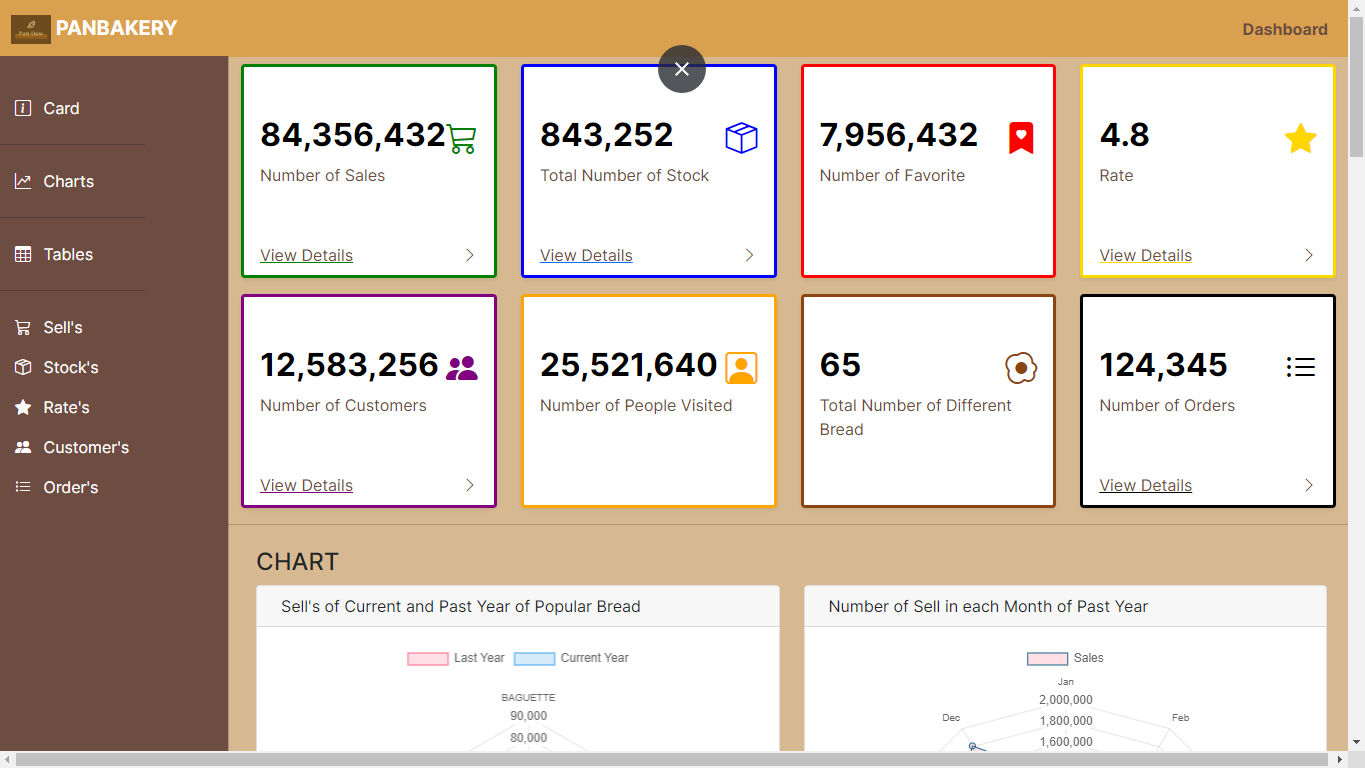 PANBAKERY
Dashboard
Card
Charts
Tables
Sell's
Stock's
Rate's
Customer's
Order's
84,356,432
Number of Sales
View Details
843,252
Total Number of Stock
View Details
7,956,432
Number of Favorite
4.8
Rate
View Details
12,583,256
Number of Customers
View Details
25,521,640
Number of People Visited
65
Total Number of Different
Bread
124,345
Number of Orders
View Details
CHART
Sell's of Current and Past Year of Popular Bread
Last Year
Current Year
BAGUETTE
90,000
80,000
Number of Sell in each Month of Past Year
Sales
Jan
2,000,000
Dec
Feb
1,800,000
1,600,000